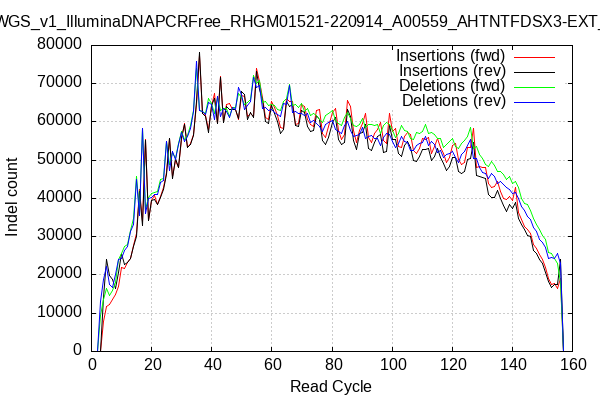 WGS_v1_IlluminaDNAPCRFree_RHGM01521-220914_A00559_AHTNTFDSX3-EXT_
80000
70000
60000
50000
40000
30000
20000
10000
0
Indel count
Insertions (fwd)
Insertions (rev)
Deletions (fwd)
Deletions (rev)
0 20 40 60 80 100 120 140 160
Read Cycle